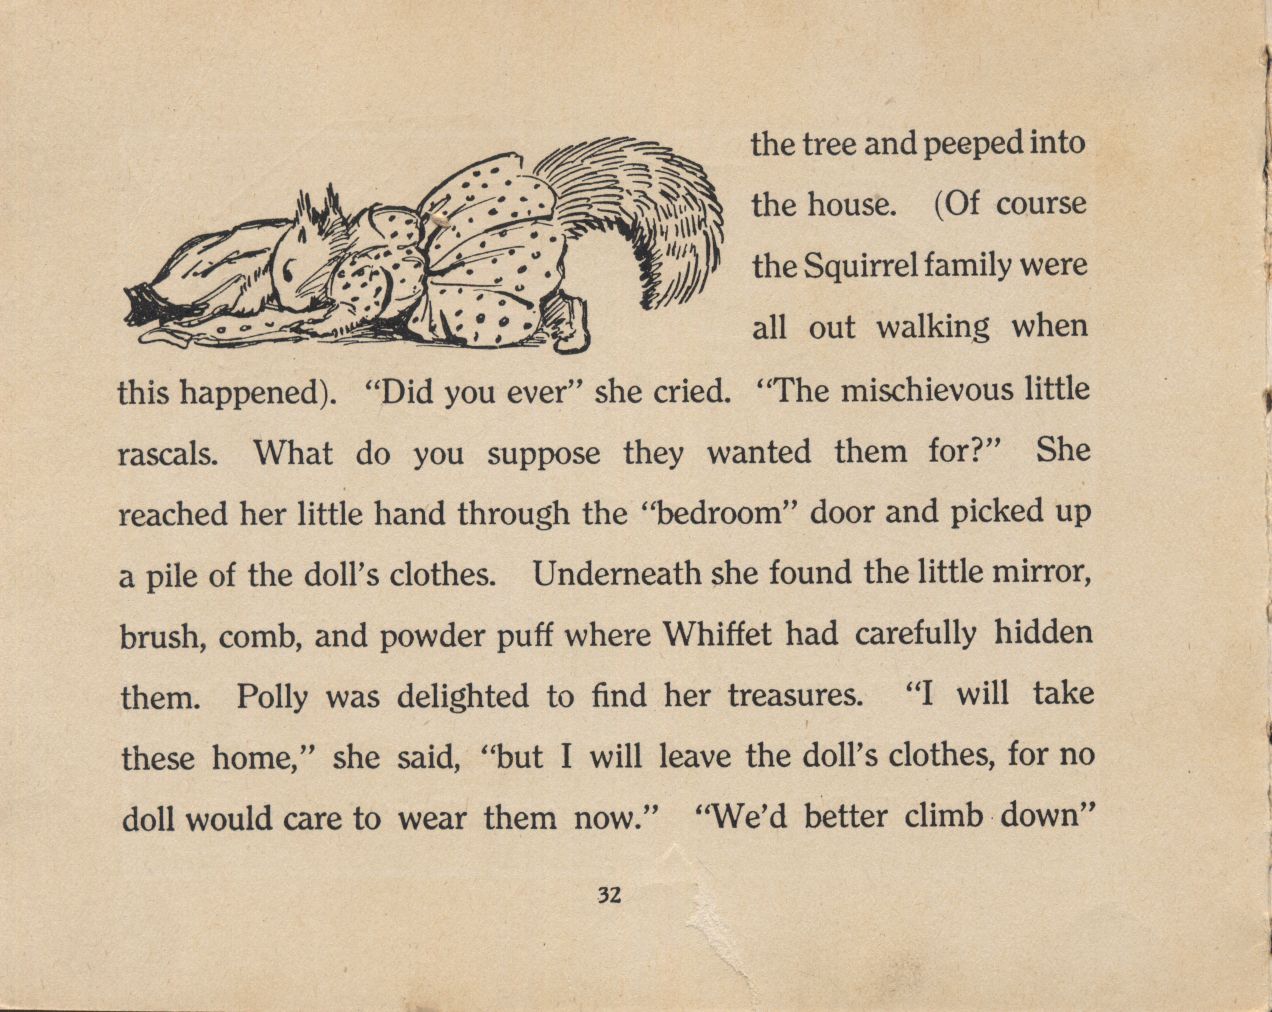 the tree and peeped into
the house. (Of course
the Squirrel family were
all out walking when
this happened). “Did you ever” she cried. “The mischievous little
rascals. What do you suppose they wanted them for?” She
reached her little hand through the “bedroom” door and picked up
a pile of the doll’s clothes. Underneath she found the little mirror,
brush, comb, and powder puff where Whiffet had carefully hidden
them. Polly was delighted to find her treasures. “I will take
these home,” she said, “but I will leave the doll’s clothes, for no
doll would care to wear them now.” “We’d better climb down”
32